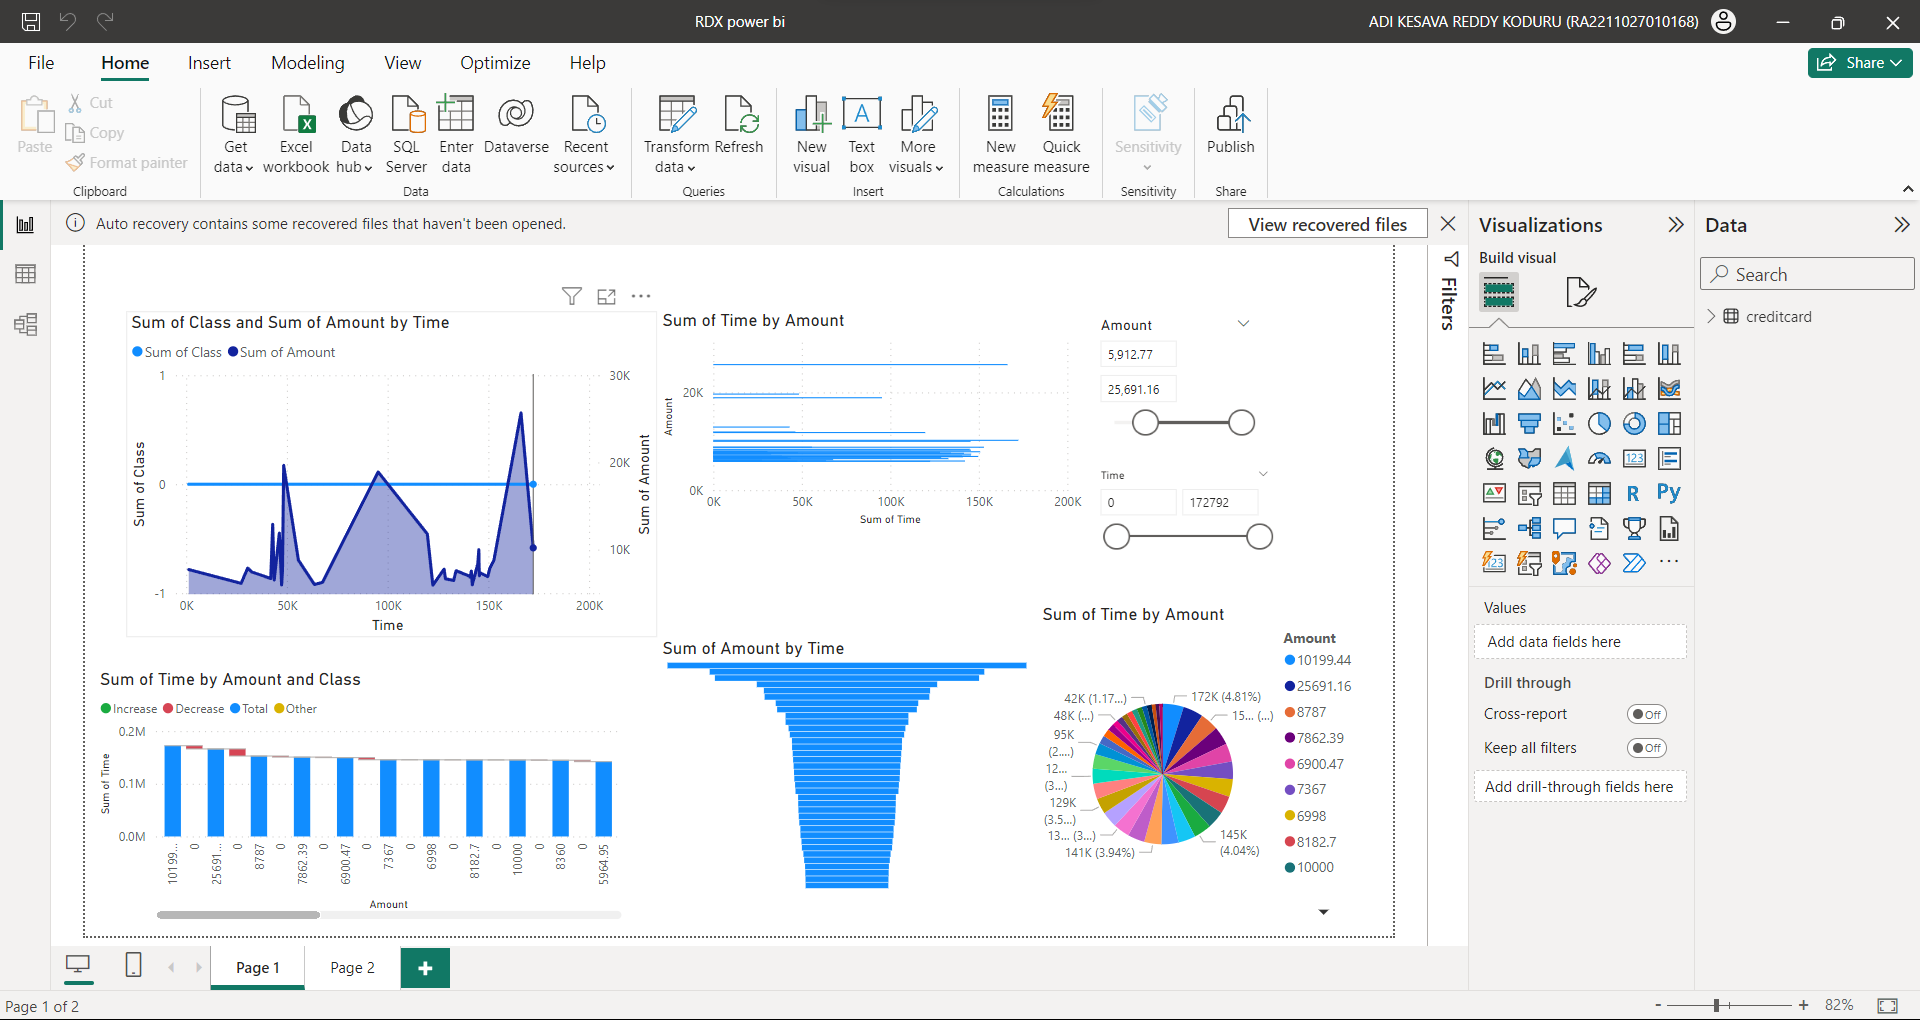 RDX power bi
ADI KESAVA REDDY KODURU (RA2211027010168)
File Home Insert Modeling View Optimize Help
Share
Paste
Cut
Copy
Format painter
Clipboard
Get data
Excel workbook
Data hub
SQL Server
Enter data
Dataverse
Recent sources
Data
Transform data
Refresh
Queries
New visual
Text box
More visuals
Insert
New measure
Quick measure
Calculations
Sensitivity
Sensitivity
Publish
Share
Auto recovery contains some recovered files that haven't been opened.
View recovered files
Filters
Sum of Class and Sum of Amount by Time
Sum of Class Sum of Amount
Sum of Class
1
0
-1
30K
20K
10K
Sum of Amount
0K 50K 100K 150K 200K
Time
Sum of Time by Amount
Amount
20K
0K
0K 50K 100K 150K 200K
Sum of Time
Amount
5,912.77
25,691.16
Time
0 172792
Sum of Time by Amount and Class
Increase Decrease Total Other
Sum of Time
0.2M
0.1M
0.0M
10199... 0 25691... 0 8787 0 7862.39 0 6900.47 0 7367 0 6998 0 8182.7 0 10000 0 8360 0 5964.95
Amount
Sum of Amount by Time
Sum of Time by Amount
42K (1.17...)
48K (...)
95K
(2....)
12...
(3...)
129K
(3.5...)
13... (3...)
141K (3.94%)
172K (4.81%)
15... (...)
145K
(4.04%)
Amount
10199.44
25691.16
8787
7862.39
6900.47
7367
6998
8182.7
10000
Visualizations
Build visual
123
R
Py
123
Values
Add data fields here
Drill through
Cross-report Off
Keep all filters Off
Add drill-through fields here
Data
Search
creditcard
Page 1 Page 2
Page 1 of 2
- + 82%